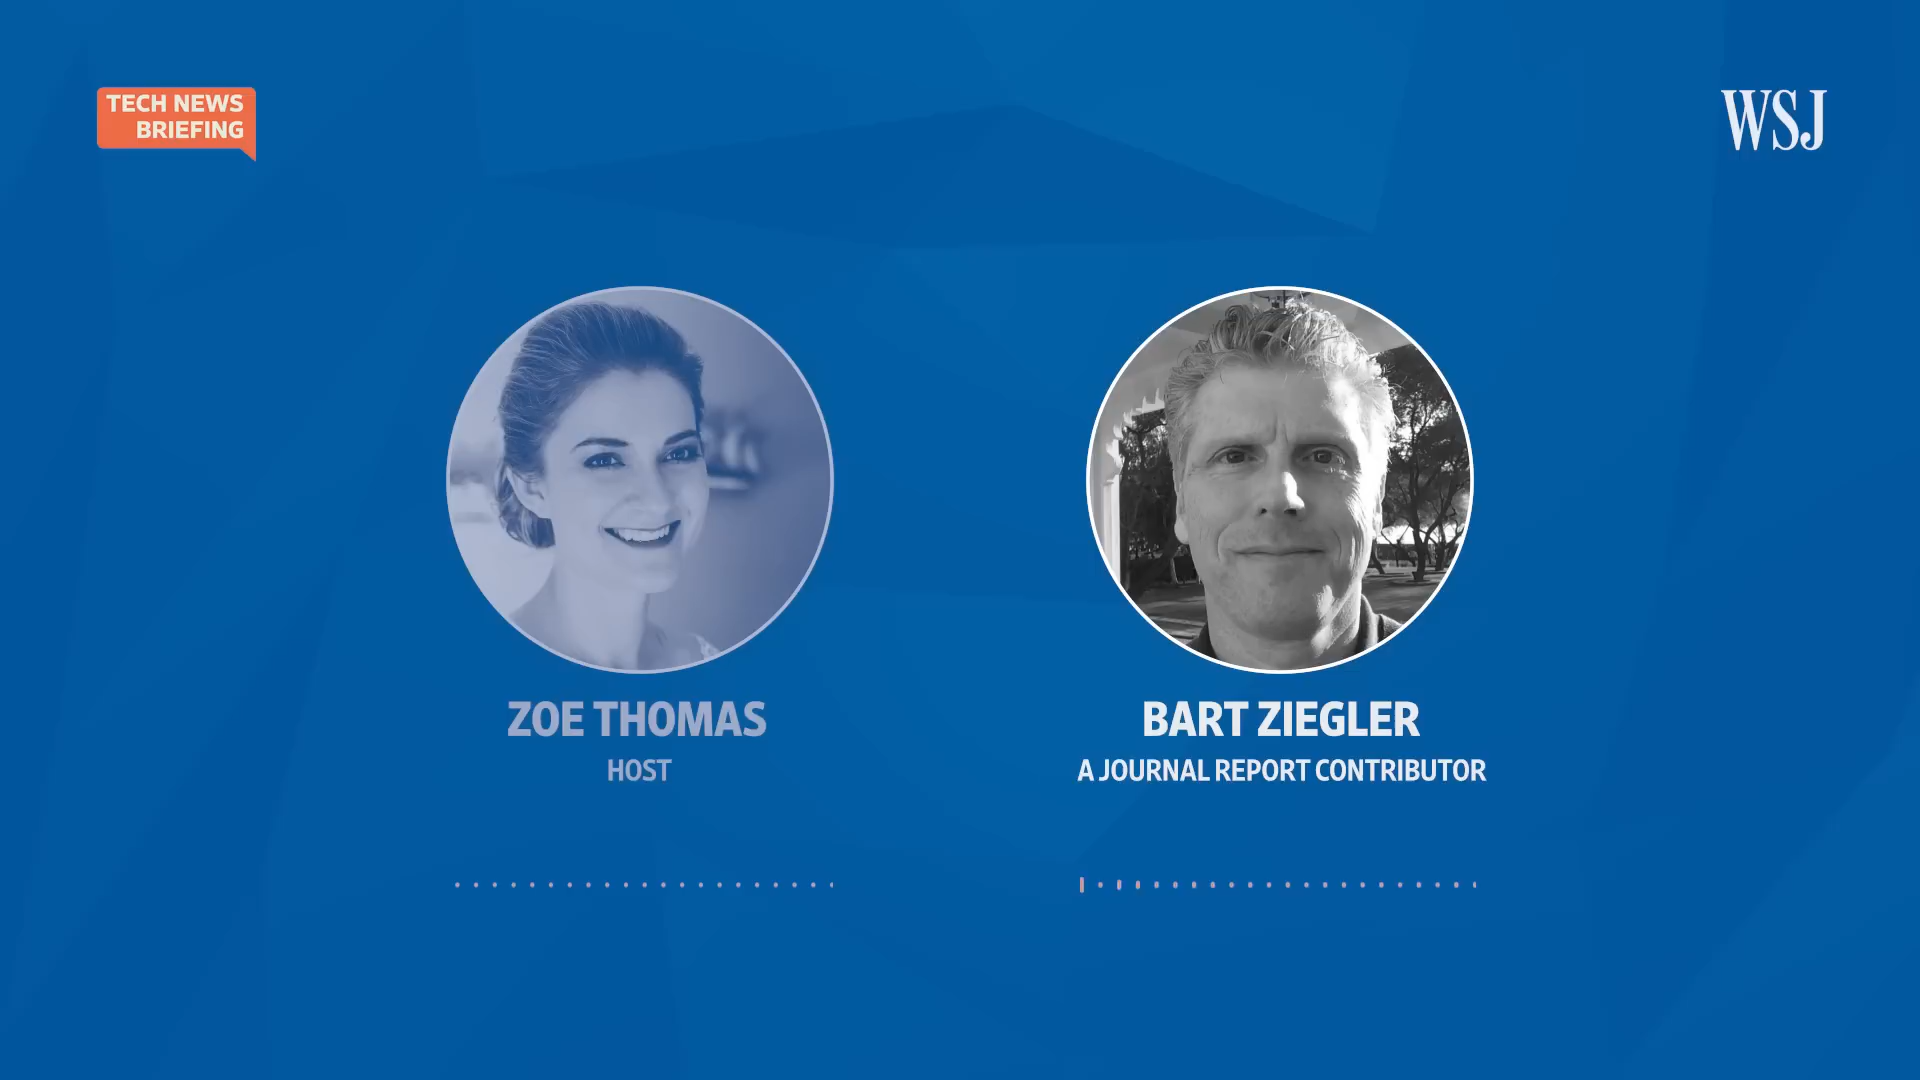 TECH NEWS
BRIEFING
WSJ
ZOE THOMAS
HOST
BART ZIEGLER
A JOURNAL REPORT CONTRIBUTOR